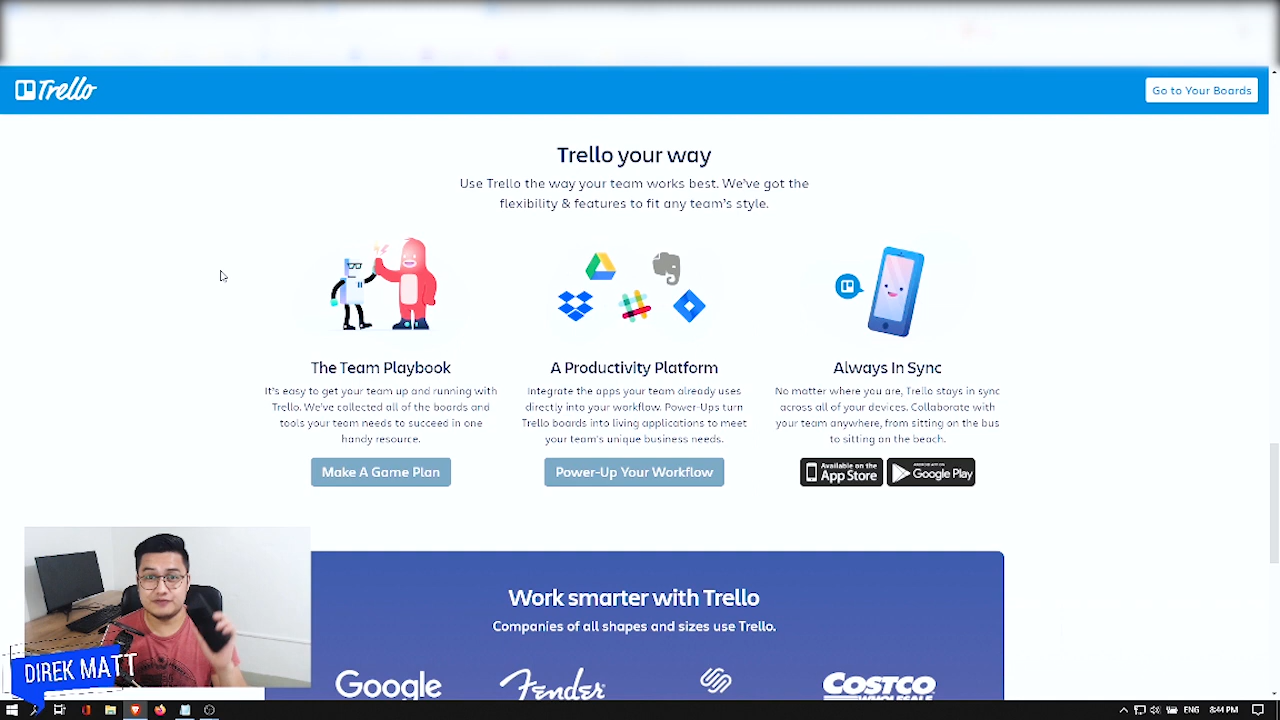 Trello
Go to Your Boards
Trello your way
Use Trello the way your team works best. We've got the
flexibility & features to fit any team's style.
The Team Playbook
It's easy to get your team up and running with
Trello. We've collected all of the boards and
tools your team needs to succeed in one
handy resource.
Make A Game Plan
A Productivity Platform
Integrate the apps your team already uses
directly into your workflow. Power-Ups turn
Trello boards into living applications to meet
your team's unique business needs.
Power-Up Your Workflow
Always In Sync
No matter where you are, Trello stays in sync
across all of your devices. Collaborate with
your team anywhere, from sitting on the bus
to sitting on the beach.
Available on the
App Store
ANDROID APP ON
Google Play
Work smarter with Trello
Companies of all shapes and sizes use Trello.
Google
Fender
COSTCO
WHOLESALE
DIREK MATT
ENG
8:44 PM